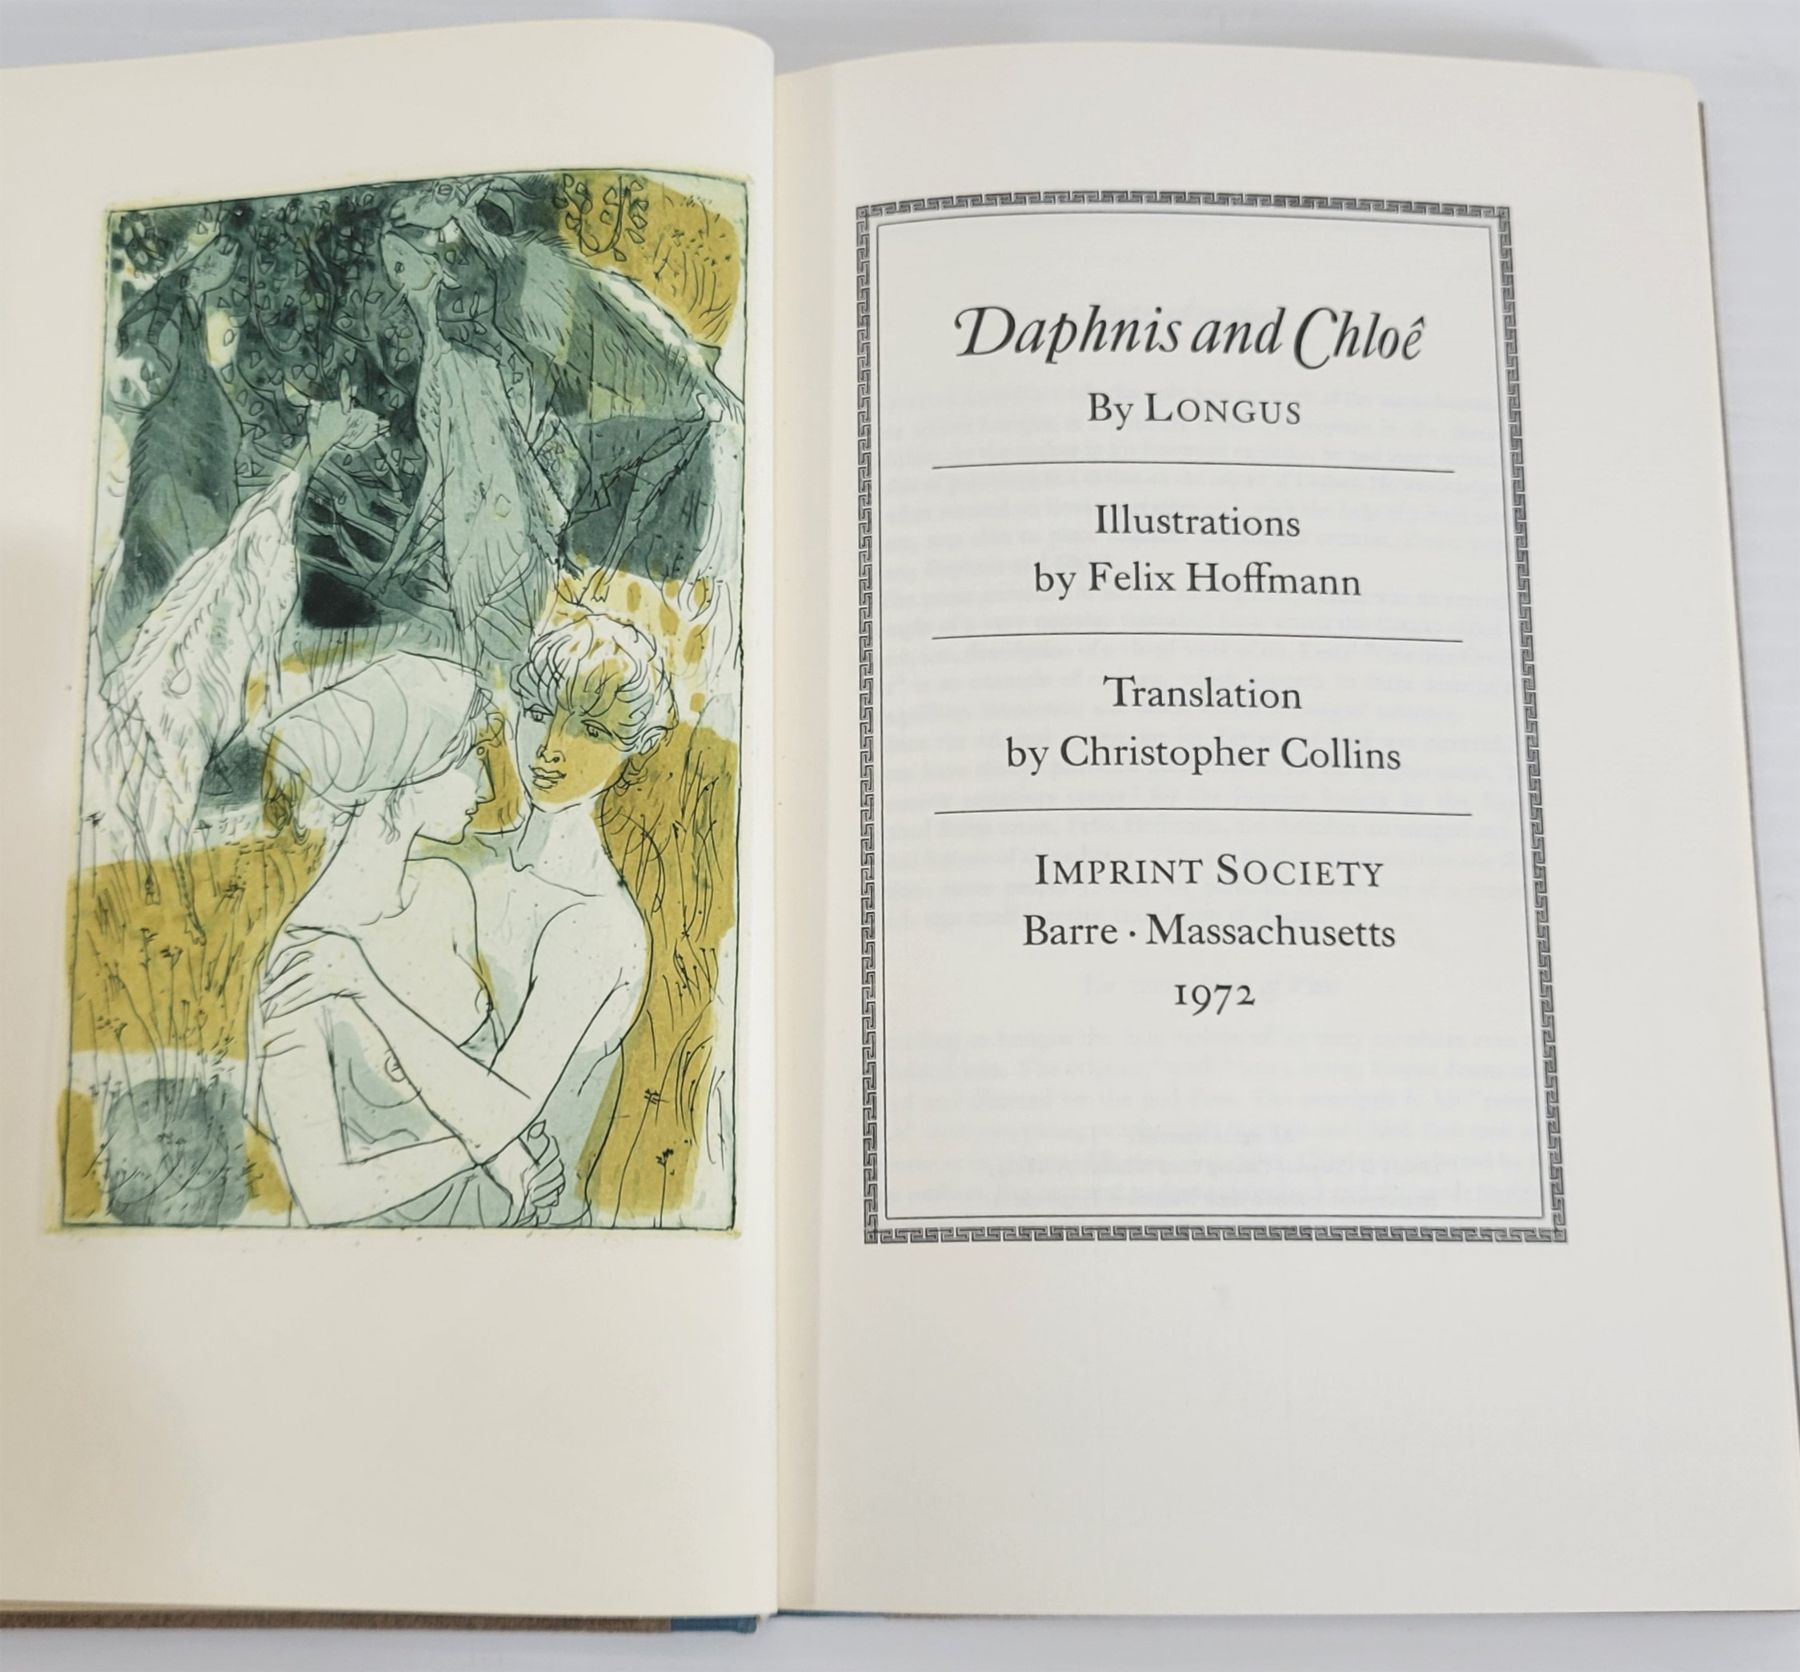 Daphnis and Chloê
By LONGUS
Illustrations
by Felix Hoffmann
Translation
by Christopher Collins
IMPRINT SOCIETY
Barre · Massachusetts
1972